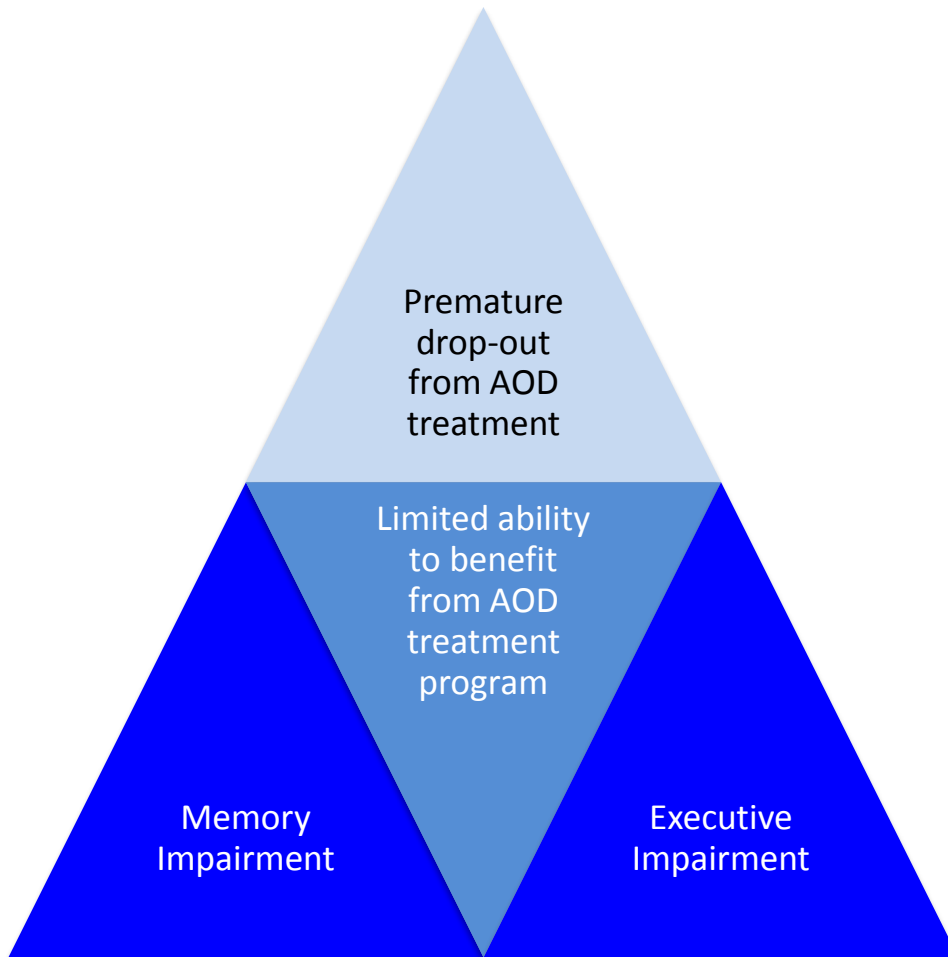 Premature
drop-out
from AOD
treatment
Limited ability
to benefit
from AOD
treatment
program
Memory
Impairment
Executive
Impairment